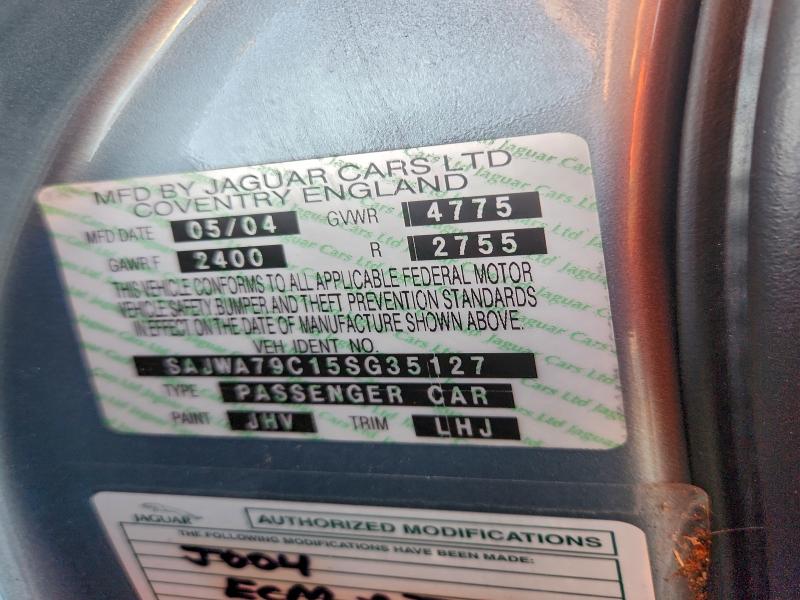 MFD BY JAGUAR CARS LTD
COVENTRY ENGLAND
MFD DATE 05/04 GVWR 4775
GAWR F 2400 R 2755
THIS VEHICLE CONFORMS TO ALL APPLICABLE FEDERAL MOTOR
VEHICLE SAFETY BUMPER, AND THEFT PREVENTION STANDARDS
IN EFFECT ON THE DATE OF MANUFACTURE SHOWN ABOVE.
VEH IDENT NO.
SAJWA79C15SG35127
TYPE PASSENGER CAR
PAINT JHV TRIM LHJ
JAGUAR AUTHORIZED MODIFICATIONS
THE FOLLOWING MODIFICATIONS HAVE BEEN MADE:
J004
ECM